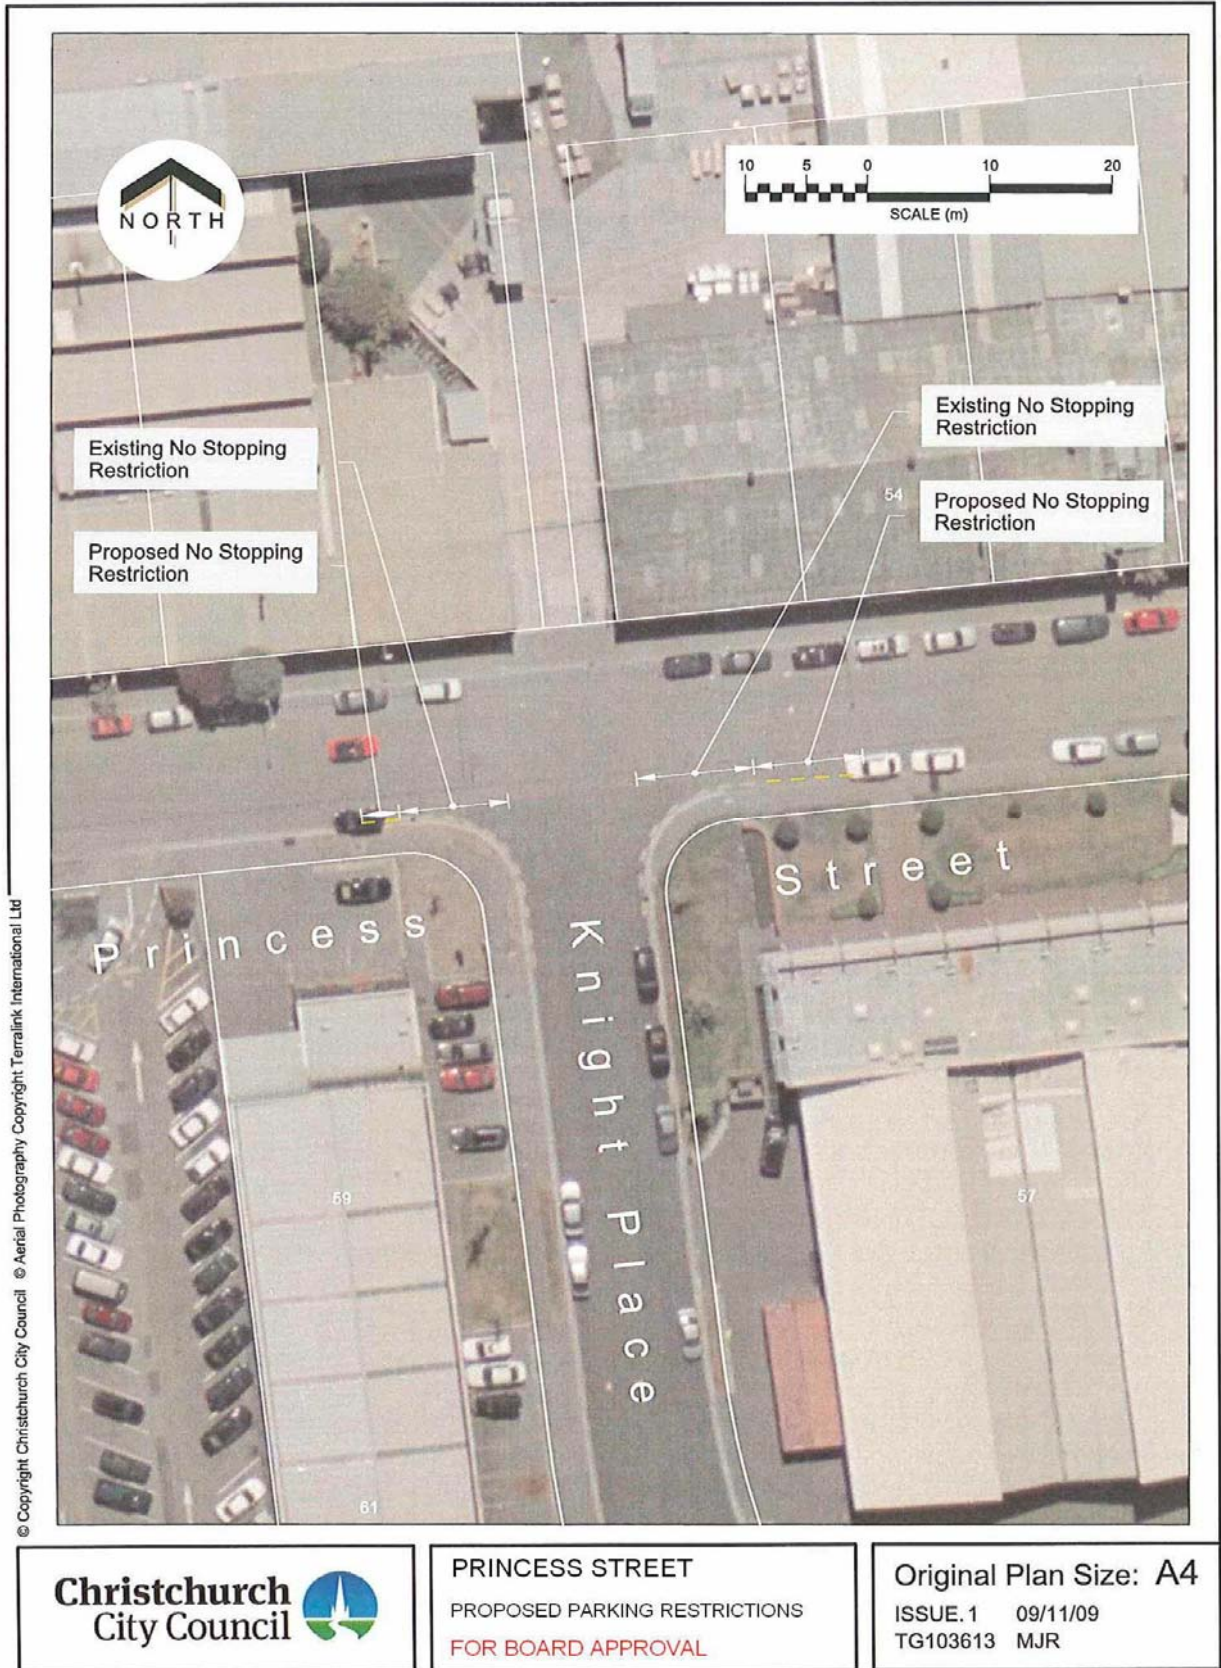 NORTH
10 5 0 10 20
SCALE (m)
Existing No Stopping
Restriction
Proposed No Stopping
Restriction
Existing No Stopping
Restriction
54
Proposed No Stopping
Restriction
Princess Street
Knight Place
59
57
61
© Copyright Christchurch City Council © Aerial Photography Copyright Terralink International Ltd
Christchurch
City Council
PRINCESS STREET
PROPOSED PARKING RESTRICTIONS
FOR BOARD APPROVAL
Original Plan Size: A4
ISSUE.1 09/11/09
TG103613 MJR